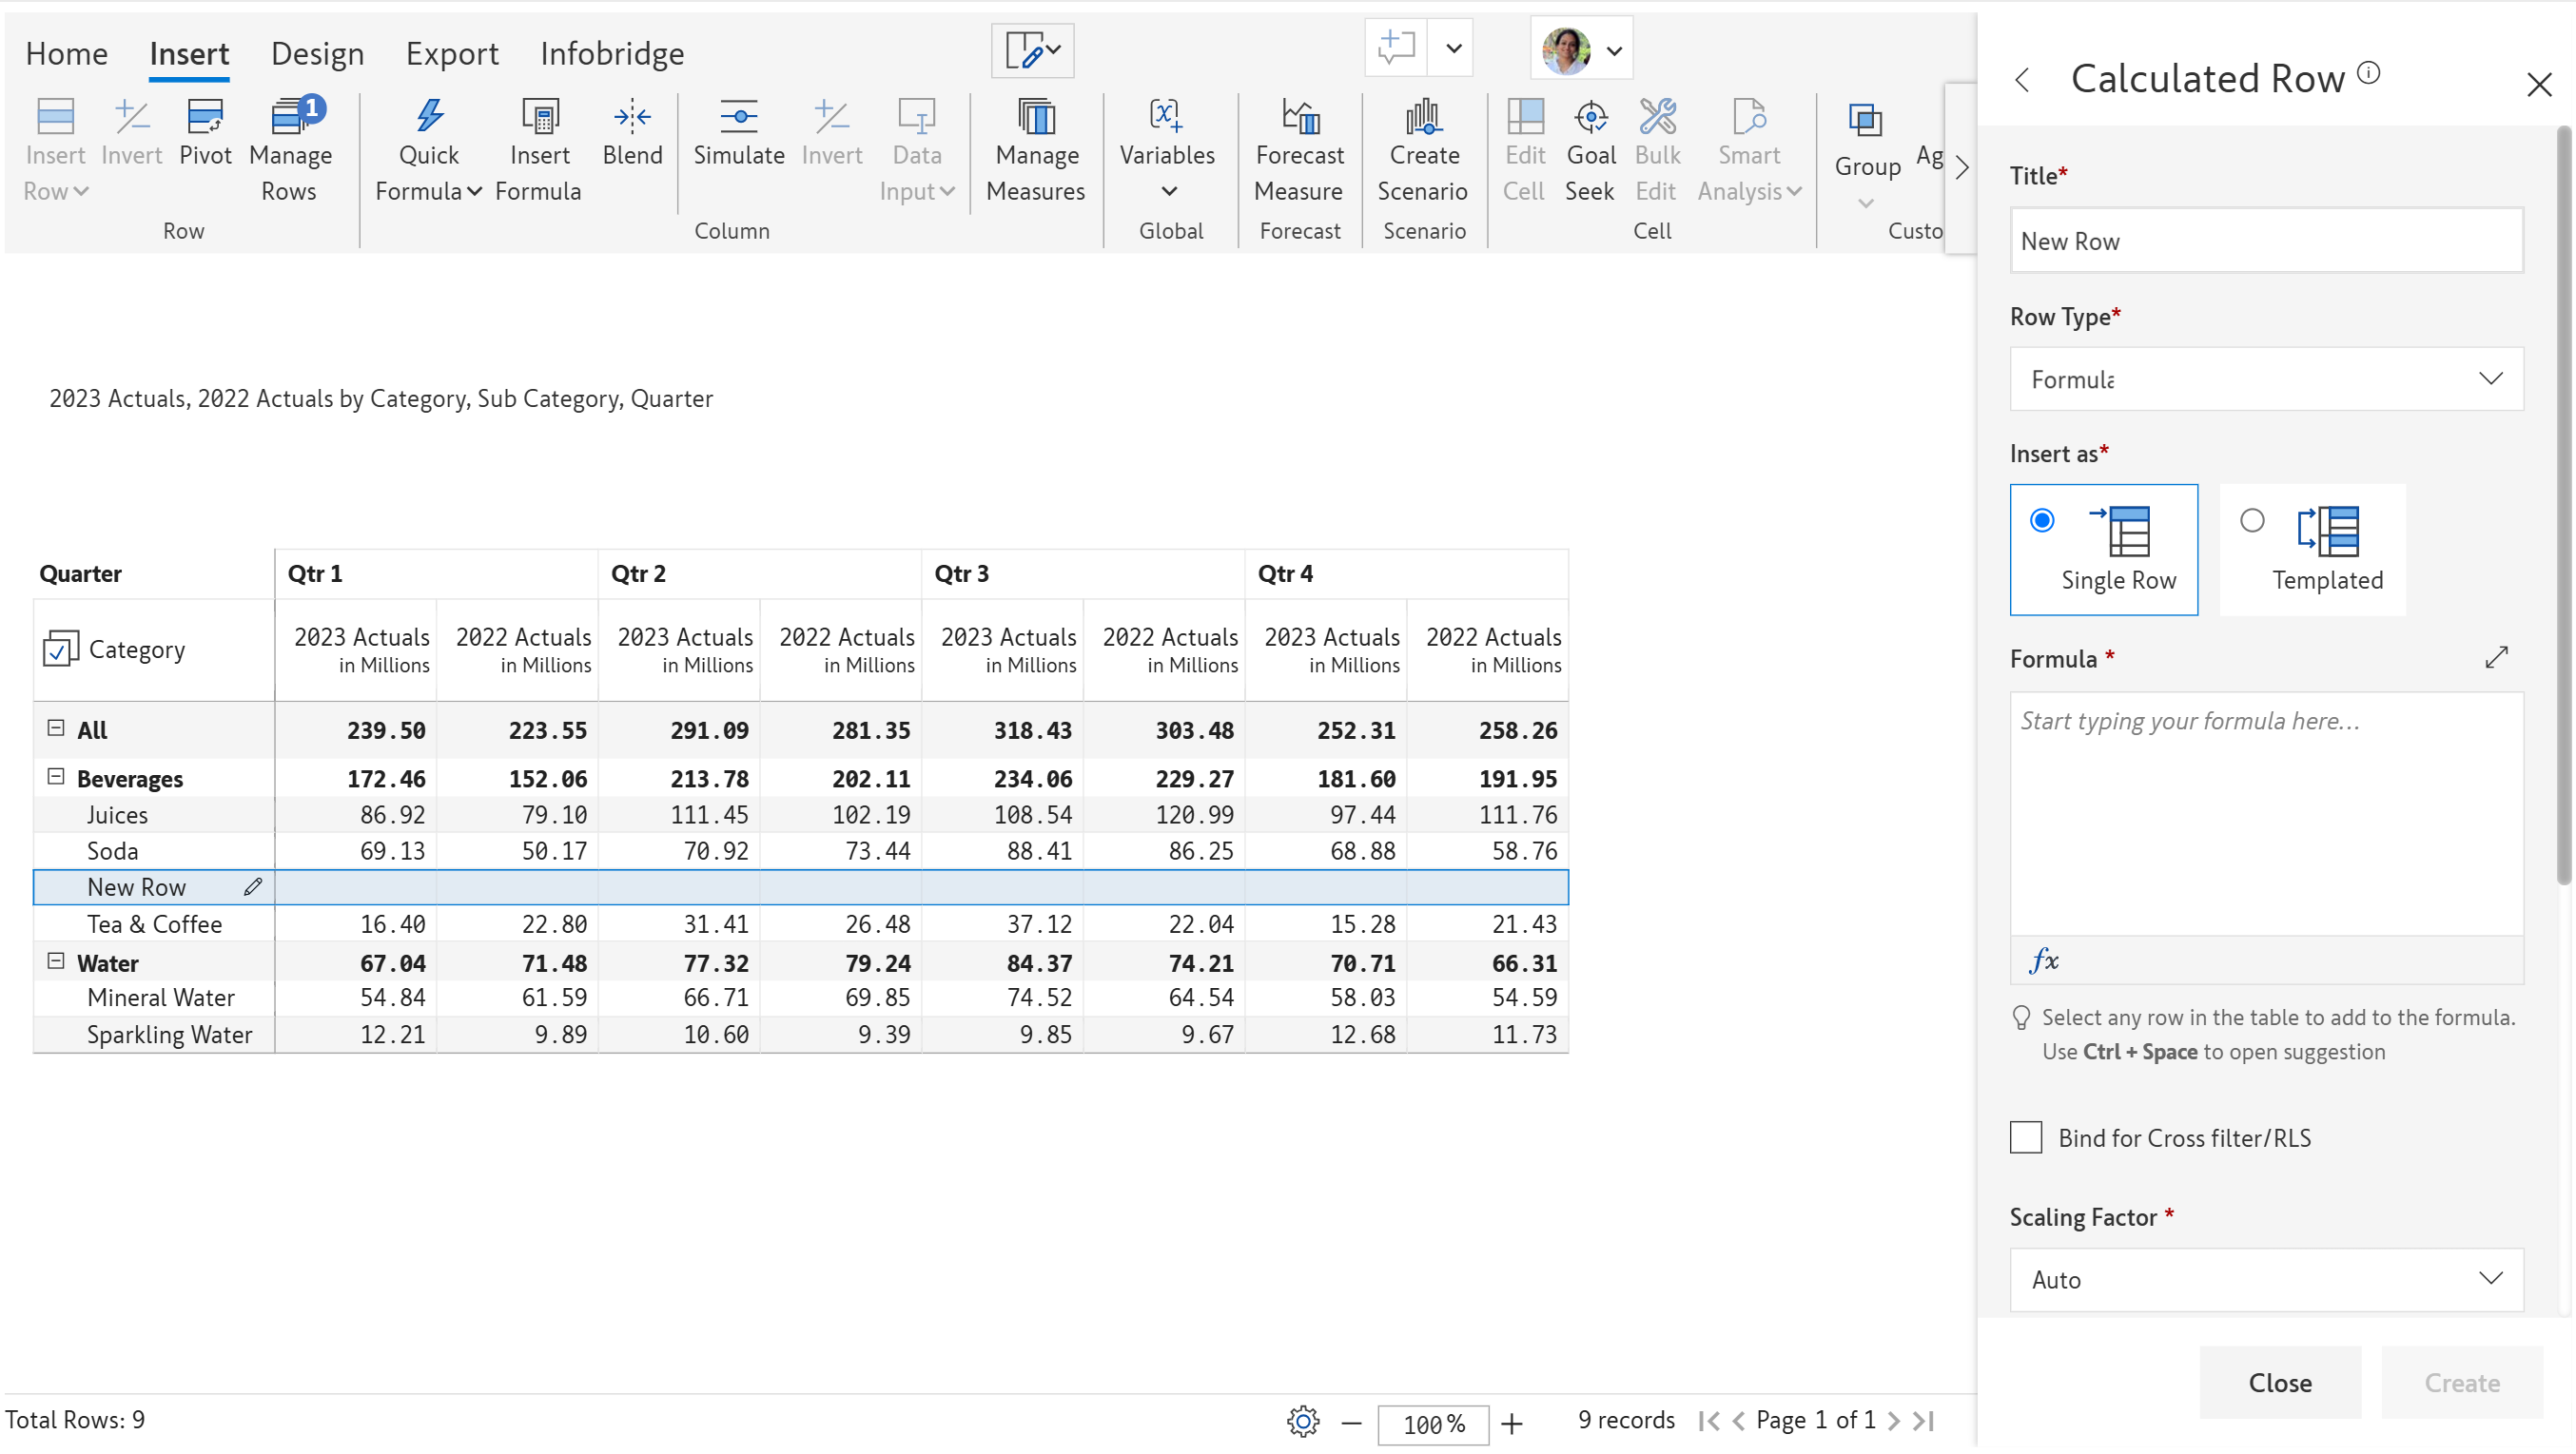 Home Insert Design Export Infobridge
Insert Row Invert Pivot Manage Rows 1
Row
Quick Formula Insert Formula Blend Simulate Invert Data Input
Column
Manage Measures
Variables
Global
Forecast Measure
Forecast
Create Scenario
Scenario
Edit Cell Goal Seek Bulk Edit Smart Analysis
Cell
Group Ag
Custo
2023 Actuals, 2022 Actuals by Category, Sub Category, Quarter
Quarter Qtr 1 Qtr 2 Qtr 3 Qtr 4
Category 2023 Actuals 2022 Actuals 2023 Actuals 2022 Actuals 2023 Actuals 2022 Actuals 2023 Actuals 2022 Actuals
in Millions in Millions in Millions in Millions in Millions in Millions in Millions in Millions
All 239.50 223.55 291.09 281.35 318.43 303.48 252.31 258.26
Beverages 172.46 152.06 213.78 202.11 234.06 229.27 181.60 191.95
Juices 86.92 79.10 111.45 102.19 108.54 120.99 97.44 111.76
Soda 69.13 50.17 70.92 73.44 88.41 86.25 68.88 58.76
New Row
Tea & Coffee 16.40 22.80 31.41 26.48 37.12 22.04 15.28 21.43
Water 67.04 71.48 77.32 79.24 84.37 74.21 70.71 66.31
Mineral Water 54.84 61.59 66.71 69.85 74.52 64.54 58.03 54.59
Sparkling Water 12.21 9.89 10.60 9.39 9.85 9.67 12.68 11.73
Total Rows: 9
100 %
9 records Page 1 of 1
Calculated Row
Title*
New Row
Row Type*
Formula
Insert as*
Single Row Templated
Formula *
Start typing your formula here...
fx
Select any row in the table to add to the formula.
Use Ctrl + Space to open suggestion
Bind for Cross filter/RLS
Scaling Factor *
Auto
Close Create